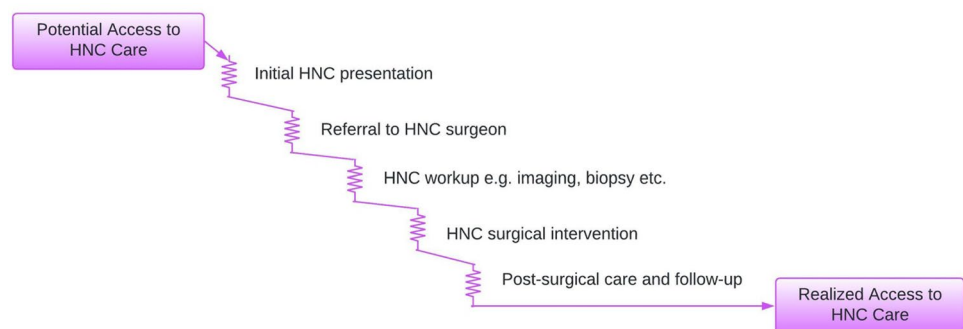 Potential Access to
HNC Care
Initial HNC presentation
Referral to HNC surgeon
HNC workup e.g. imaging, biopsy etc.
HNC surgical intervention
Post-surgical care and follow-up
Realized Access to
HNC Care